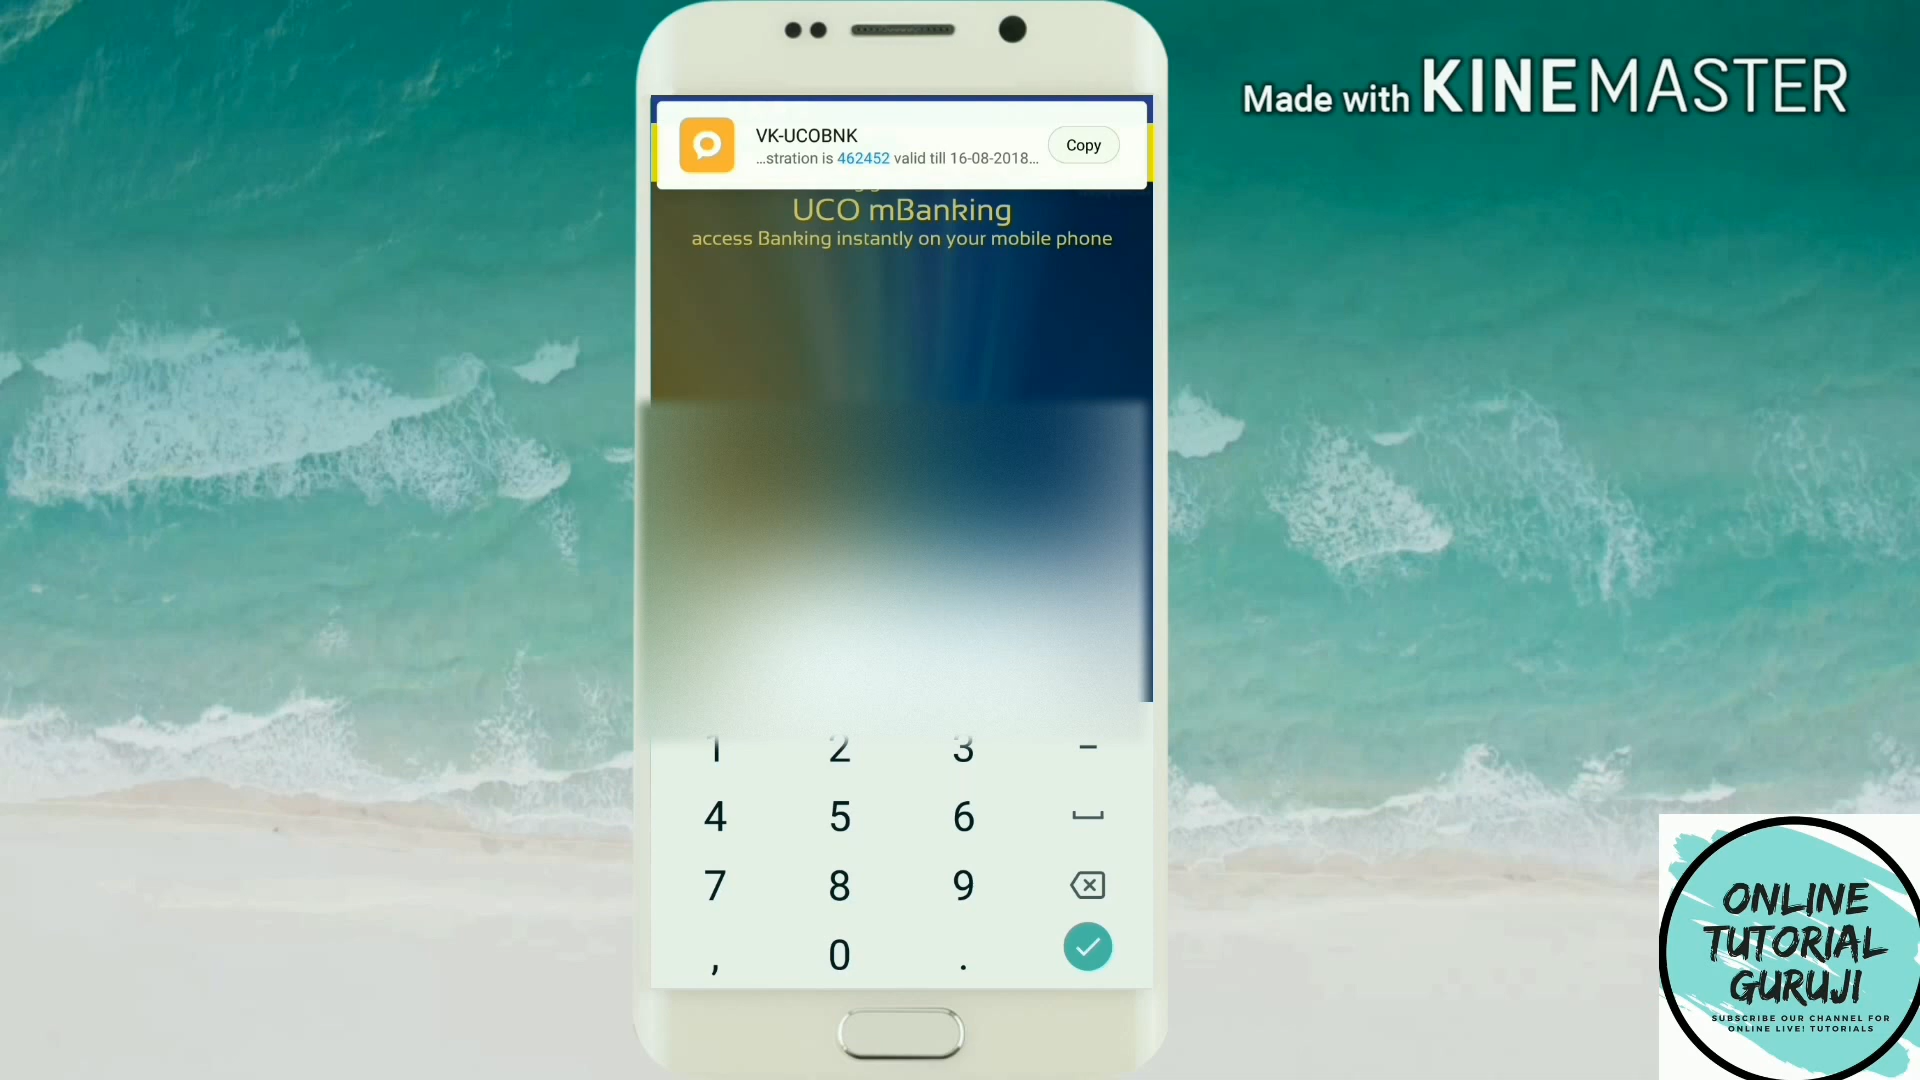 Made with KINEMASTER
VK-UCOBNK
...stration is 462452 valid till 16-08-2018...
Copy
UCO mBanking
access Banking instantly on your mobile phone
1 2 3 -
4 5 6
7 8 9
, 0 .
ONLINE
TUTORIAL
GURUJI
SUBSCRIBE OUR CHANNEL FOR
ONLINE LIVE! TUTORIALS